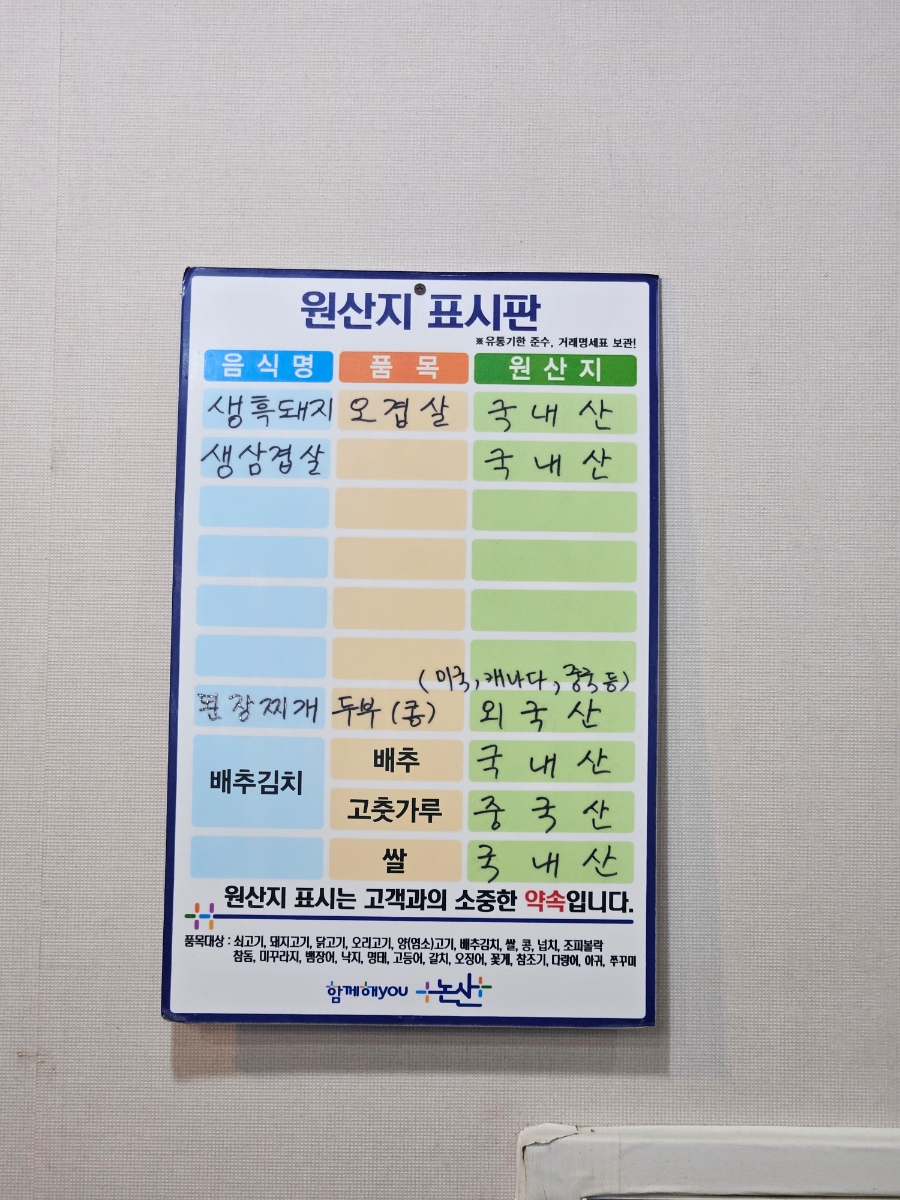 원산지 표시판
※유통기한 준수, 거래명세표 보관!
음식명 품목 원산지
생흑돼지 오겹살 국내산
생삼겹살 국내산
(미국, 캐나다, 중국 등)
된장찌개 두부(콩) 외국산
배추김치 배추 국내산
고춧가루 중국산
쌀 국내산
원산지 표시는 고객과의 소중한 약속입니다.
품목대상 : 쇠고기, 돼지고기, 닭고기, 오리고기, 양(염소)고기, 배추김치, 쌀, 콩, 넙치, 조피볼락
참돔, 미꾸라지, 뱀장어, 낙지, 명태, 고등어, 갈치, 오징어, 꽃게, 참조기, 다랑어, 아귀, 쭈꾸미
함께해you 논산